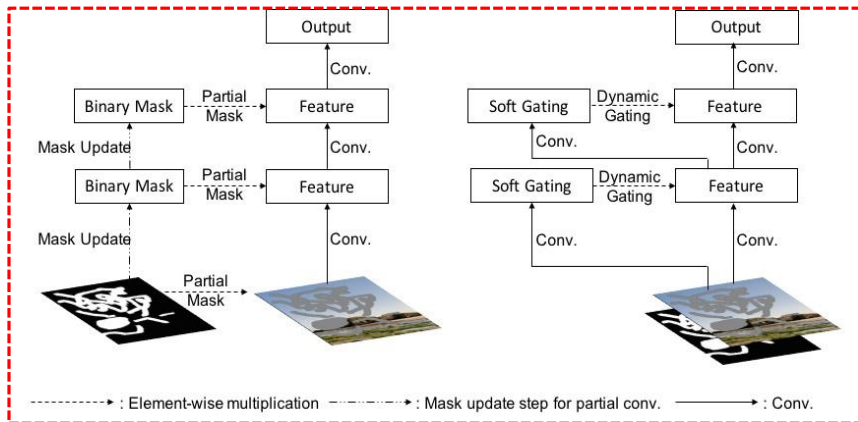 Output
Conv.
Binary Mask
Partial
Mask
Feature
Mask Update
Conv.
Binary Mask
Partial
Mask
Feature
Mask Update
Conv.
Partial
Mask
Output
Conv.
Soft Gating
Dynamic
Gating
Feature
Conv.
Conv.
Soft Gating
Dynamic
Gating
Feature
Conv.
Conv.
: Element-wise multiplication
: Mask update step for partial conv.
: Conv.